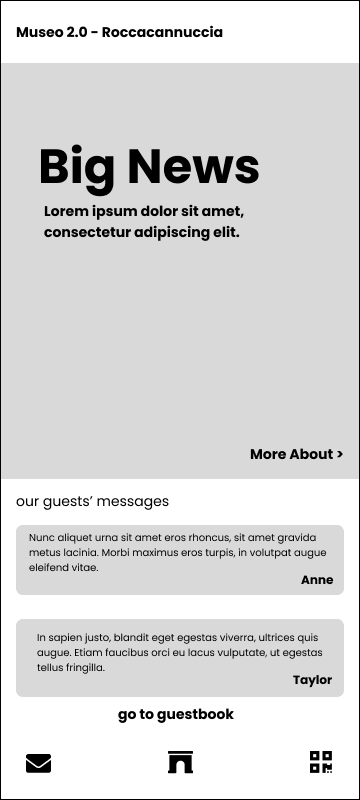 Museo 2.0 - Roccacannuccia
Big News
Lorem ipsum dolor sit amet,
consectetur adipiscing elit.
More About >
our guests’ messages
Nunc aliquet urna sit amet eros rhoncus, sit amet gravida
metus lacinia. Morbi maximus eros turpis, in volutpat augue
eleifend vitae.
Anne
In sapien justo, blandit eget egestas viverra, ultrices quis
augue. Etiam faucibus orci eu lacus vulputate, ut egestas
tellus fringilla.
Taylor
go to guestbook